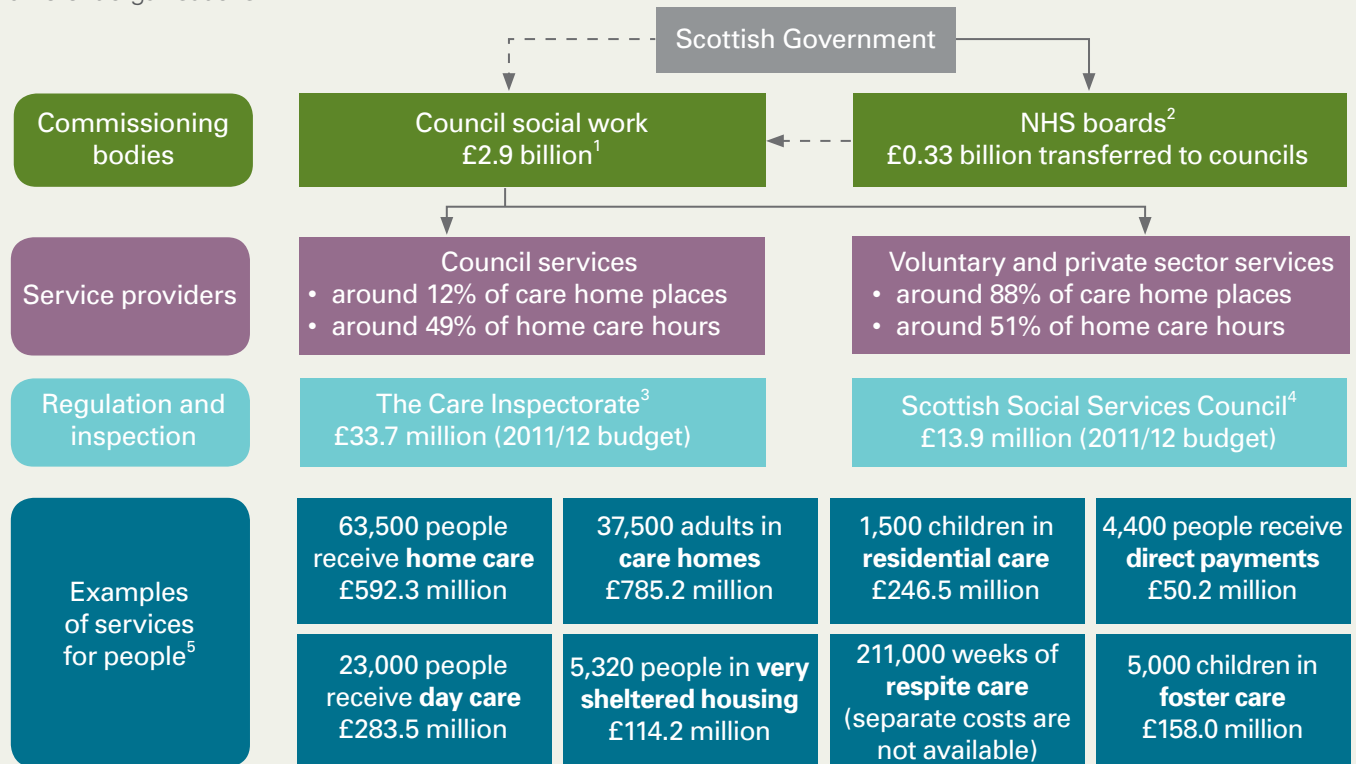 Scottish Government
Commissioning
bodies
Council social work
£2.9 billion1
NHS boards2
£0.33 billion transferred to councils
Service providers
Council services
• around 12% of care home places
• around 49% of home care hours
Voluntary and private sector services
• around 88% of care home places
• around 51% of home care hours
Regulation and
inspection
The Care Inspectorate3
£33.7 million (2011/12 budget)
Scottish Social Services Council4
£13.9 million (2011/12 budget)
Examples
of services
for people5
63,500 people
receive home care
£592.3 million
37,500 adults in
care homes
£785.2 million
1,500 children in
residential care
£246.5 million
4,400 people receive
direct payments
£50.2 million
23,000 people
receive day care
£283.5 million
5,320 people in very
sheltered housing
£114.2 million
211,000 weeks of
respite care
(separate costs are
not available)
5,000 children in
foster care
£158.0 million